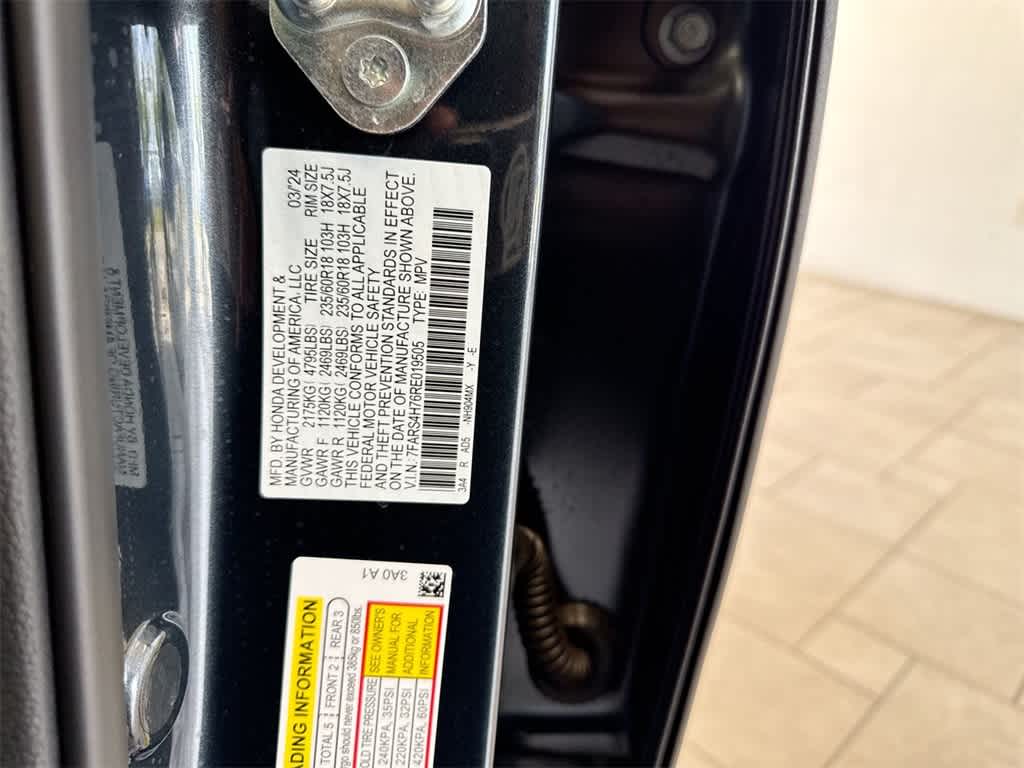 MFD. BY HONDA DEVELOPMENT &
MANUFACTURING OF AMERICA, LLC 03/'24
GVWR 2175KG( 4795LBS) TIRE SIZE RIM SIZE
GAWR F 1120KG( 2469LBS) 235/60R18 103H 18X7.5J
GAWR R 1120KG( 2469LBS) 235/60R18 103H 18X7.5J
THIS VEHICLE CONFORMS TO ALL APPLICABLE
FEDERAL MOTOR VEHICLE SAFETY
AND THEFT PREVENTION STANDARDS IN EFFECT
ON THE DATE OF MANUFACTURE SHOWN ABOVE.
V.I.N.: 7FARS4H76RE019505 TYPE: MPV
3A4 R AD5 -NH904MX -Y -E
3A0 A1
INFORMATION
TOTAL 5 FRONT 2 REAR 3
should never exceed 385kg or 850lbs.
TIRE PRESSURE SEE OWNER'S
240KPA, 35PSI MANUAL FOR
220KPA, 32PSI ADDITIONAL
420KPA, 60PSI INFORMATION